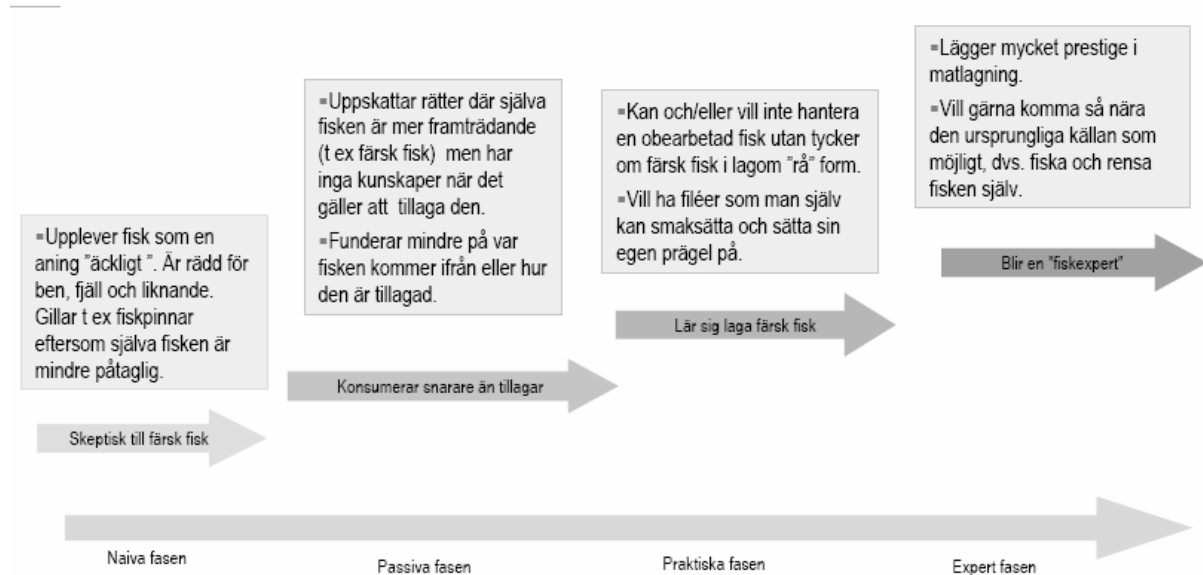 ▪Upplever fisk som en
aning ”äckligt ”. Är rädd för
ben, fjäll och liknande.
Gillar t ex fiskpinnar
eftersom själva fisken är
mindre påtaglig.
Skeptisk till färsk fisk
▪Uppskattar rätter där själva
fisken är mer framträdande
(t ex färsk fisk)  men har
inga kunskaper när det
gäller att  tillaga den.
▪Funderar mindre på var
fisken kommer ifrån eller hur
den är tillagad.
Konsumerar snarare än tillagar
▪Kan och/eller vill inte hantera
en obearbetad fisk utan tycker
om färsk fisk i lagom ”rå” form.
▪Vill ha filéer som man själv
kan smaksätta och sätta sin
egen prägel på.
Lär sig laga färsk fisk
▪Lägger mycket prestige i
matlagning.
▪Vill gärna komma så nära
den ursprungliga källan som
möjligt, dvs. fiska och rensa
fisken själv.
Blir en ”fiskexpert”
Naiva fasen
Passiva fasen
Praktiska fasen
Expert fasen